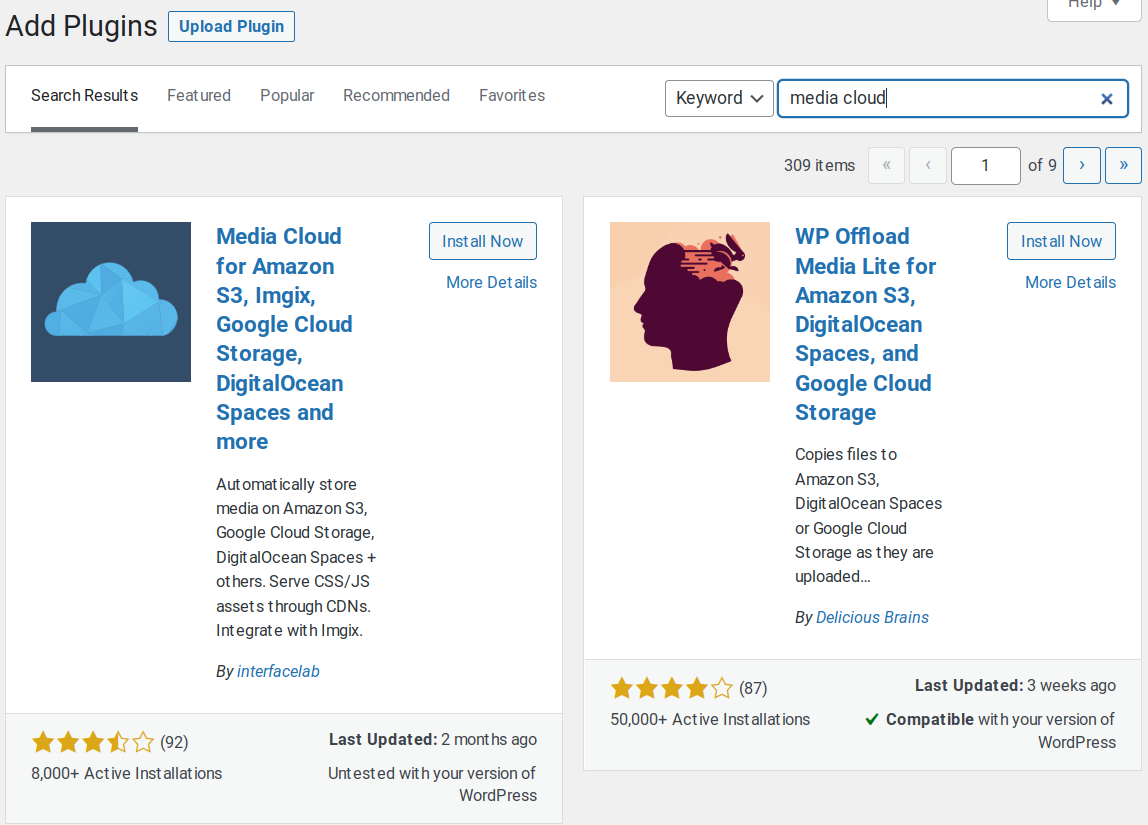 Help
Add Plugins Upload Plugin
Search Results Featured Popular Recommended Favorites Keyword media cloud
309 items « ‹ 1 of 9 › »
Media Cloud
for Amazon
S3, Imgix,
Google Cloud
Storage,
DigitalOcean
Spaces and
more
Install Now
More Details
Automatically store
media on Amazon S3,
Google Cloud Storage,
DigitalOcean Spaces +
others. Serve CSS/JS
assets through CDNs.
Integrate with Imgix.
By interfacelab
(92)
8,000+ Active Installations
Last Updated: 2 months ago
Untested with your version of
WordPress
WP Offload
Media Lite for
Amazon S3,
DigitalOcean
Spaces, and
Google Cloud
Storage
Install Now
More Details
Copies files to
Amazon S3,
DigitalOcean Spaces
or Google Cloud
Storage as they are
uploaded…
By Delicious Brains
(87)
50,000+ Active Installations
Last Updated: 3 weeks ago
Compatible with your version of
WordPress